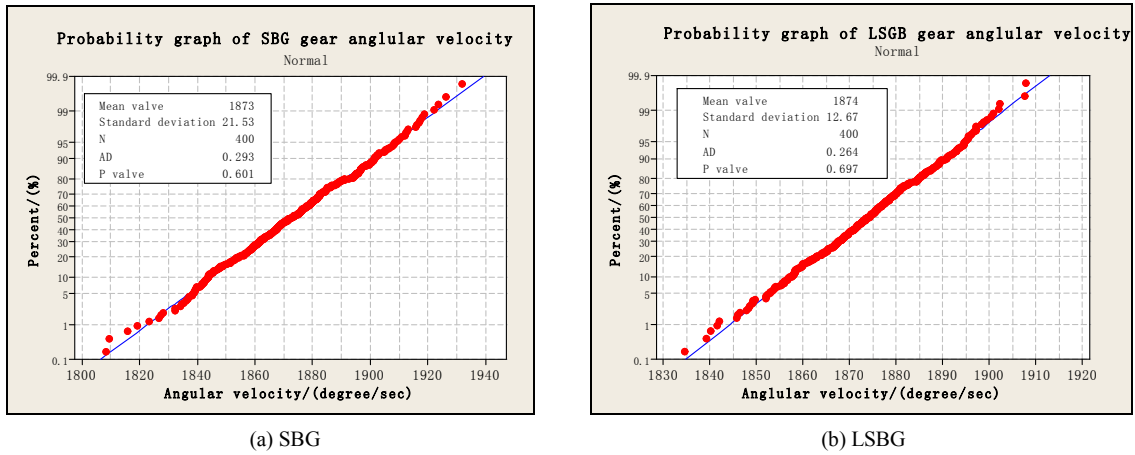 Probability graph of SBG gear anglular velocity
Normal
99.9
99
95
90
80
70
60
50
40
30
20
10
5
1
0.1
Percent/(%)
Mean valve 1873
Standard deviation 21.53
N 400
AD 0.293
P valve 0.601
1800 1820 1840 1860 1880 1900 1920 1940
Angular velocity/(degree/sec)
(a) SBG
Probability graph of LSGB gear anglular velocity
Normal
99.9
99
95
90
80
70
60
50
40
30
20
10
5
1
0.1
Percent/(%)
Mean valve 1874
Standard deviation 12.67
N 400
AD 0.264
P valve 0.697
1830 1840 1850 1860 1870 1880 1890 1900 1910 1920
Anglular velocity/(degree/sec)
(b) LSBG